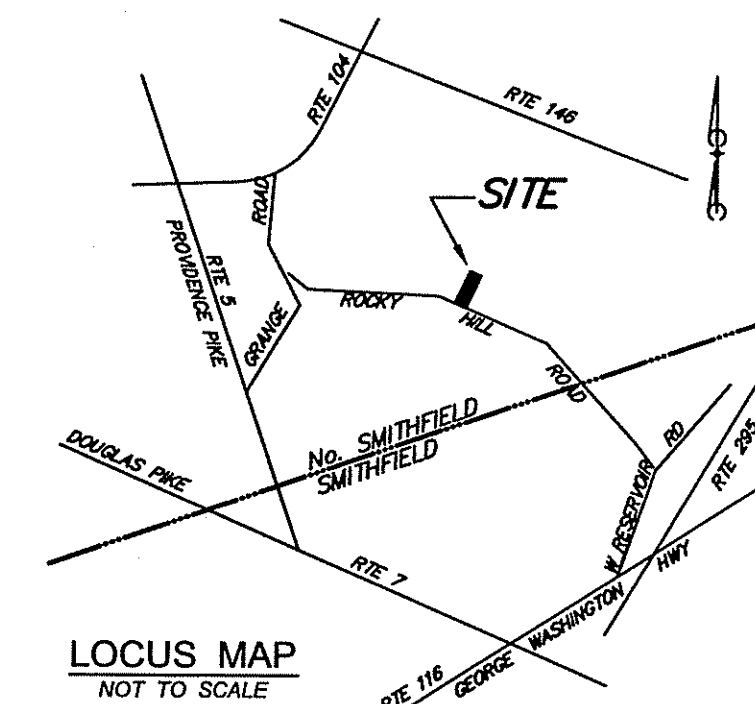 RTE 104
RTE 146
ROAD
SITE
RTE 5
PROVIDENCE PIKE
GRANGE
ROCKY
HILL
ROAD
No. SMITHFIELD
SMITHFIELD
DOUGLAS PIKE
RTE 7
W RESERVOIR RD
RTE 295
RTE 116
GEORGE WASHINGTON HWY
LOCUS MAP
NOT TO SCALE